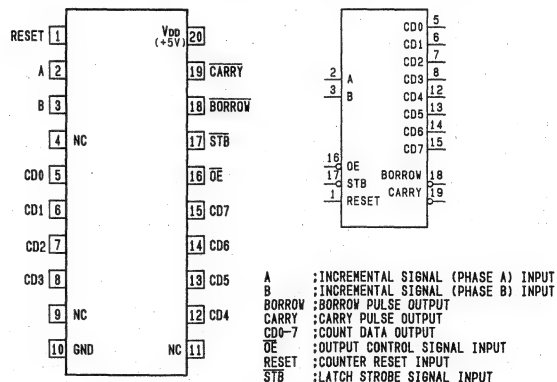 RESET 1
A 2
B 3
4 NC
CD0 5
CD1 6
CD2 7
CD3 8
9 NC
10 GND
VDD (+5V) 20
19 CARRY
18 BORROW
17 STB
16 OE
15 CD7
14 CD6
13 CD5
12 CD4
NC 11
2 A
3 B
16 OE
17 STB
1 RESET
CD0 5
CD1 6
CD2 7
CD3 8
CD4 12
CD5 13
CD6 14
CD7 15
BORROW 18
CARRY 19
A ;INCREMENTAL SIGNAL (PHASE A) INPUT
B ;INCREMENTAL SIGNAL (PHASE B) INPUT
BORROW ;BORROW PULSE OUTPUT
CARRY ;CARRY PULSE OUTPUT
CD0-7 ;COUNT DATA OUTPUT
OE ;OUTPUT CONTROL SIGNAL INPUT
RESET ;COUNTER RESET INPUT
STB ;LATCH STROBE SIGNAL INPUT